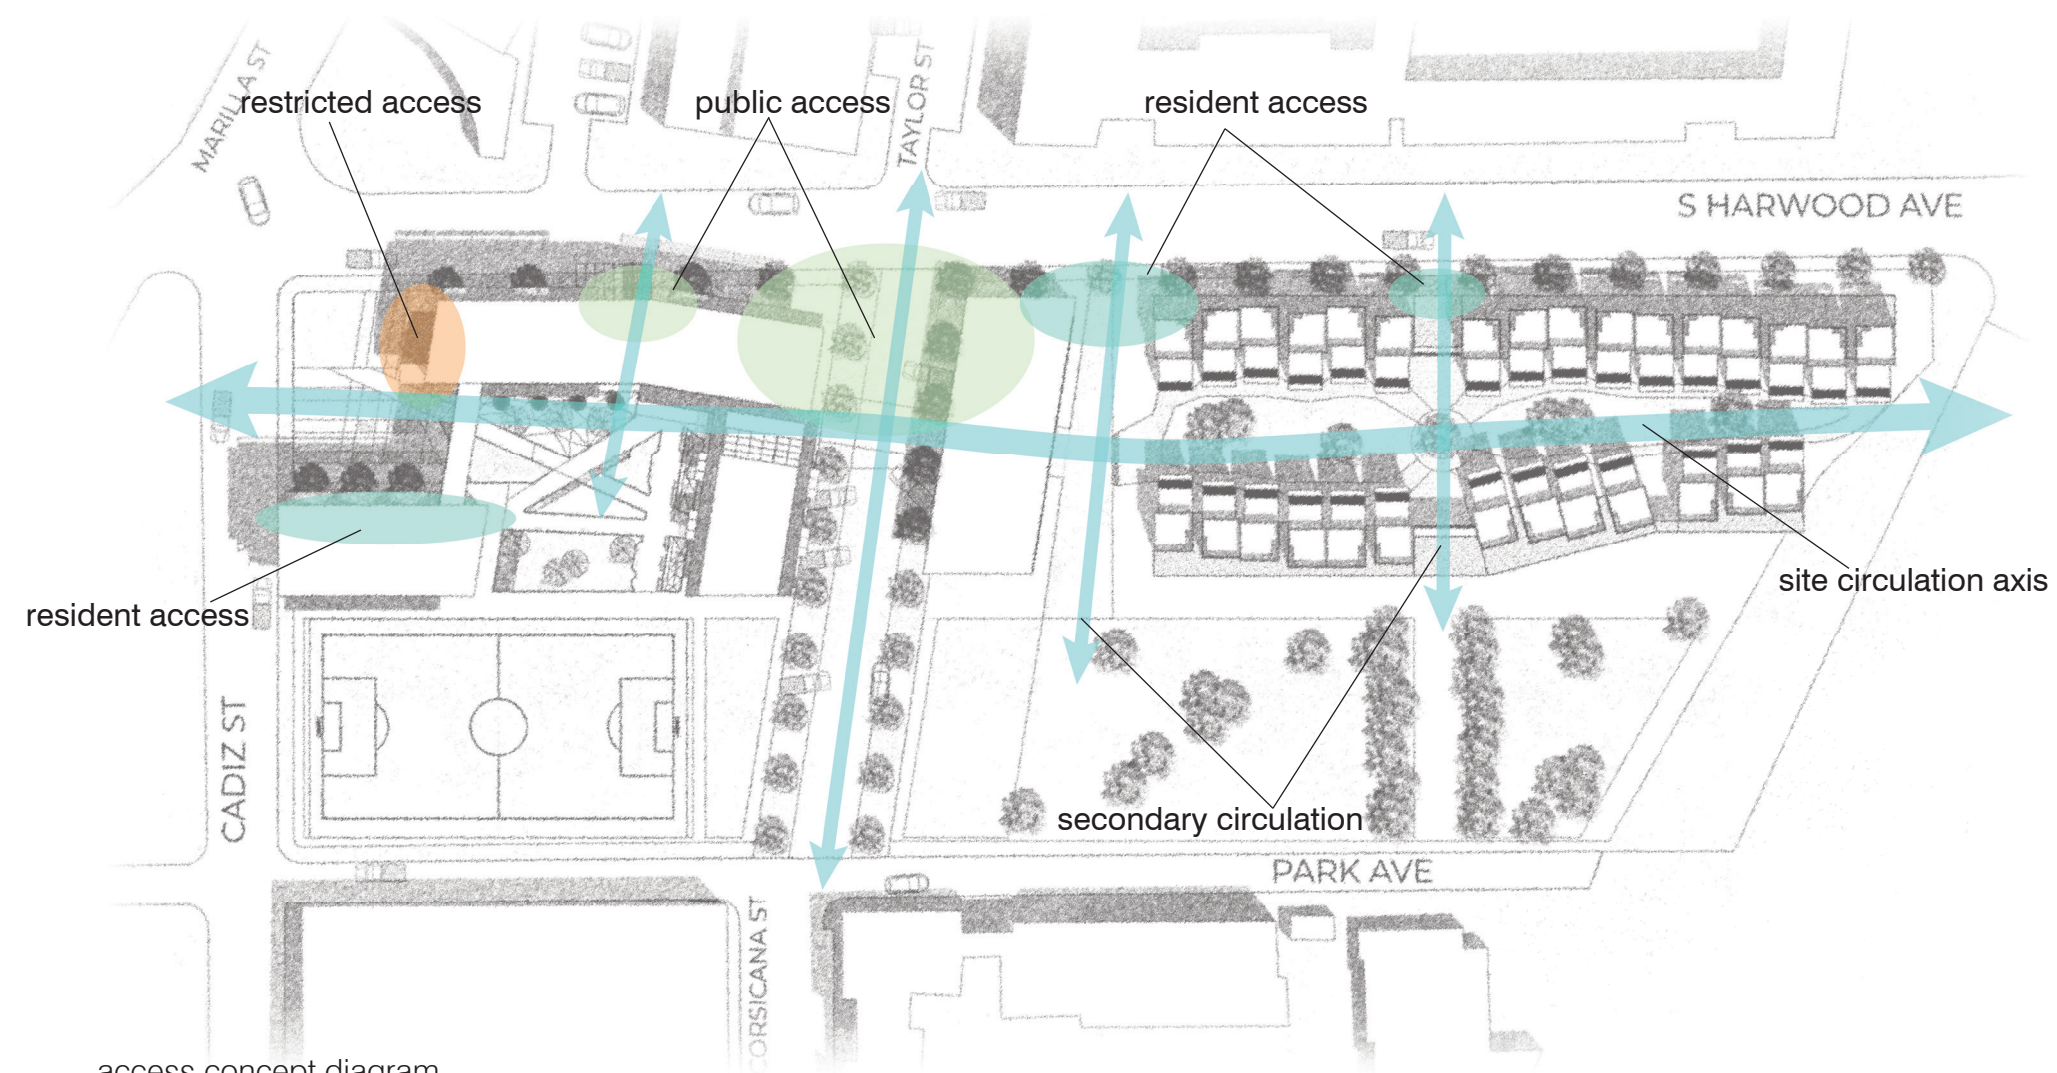 MARILLA ST
restricted access
public access
TAYLOR ST
resident access
S HARWOOD AVE
site circulation axis
resident access
CADIZ ST
secondary circulation
PARK AVE
CORSICANA ST
access concept diagram